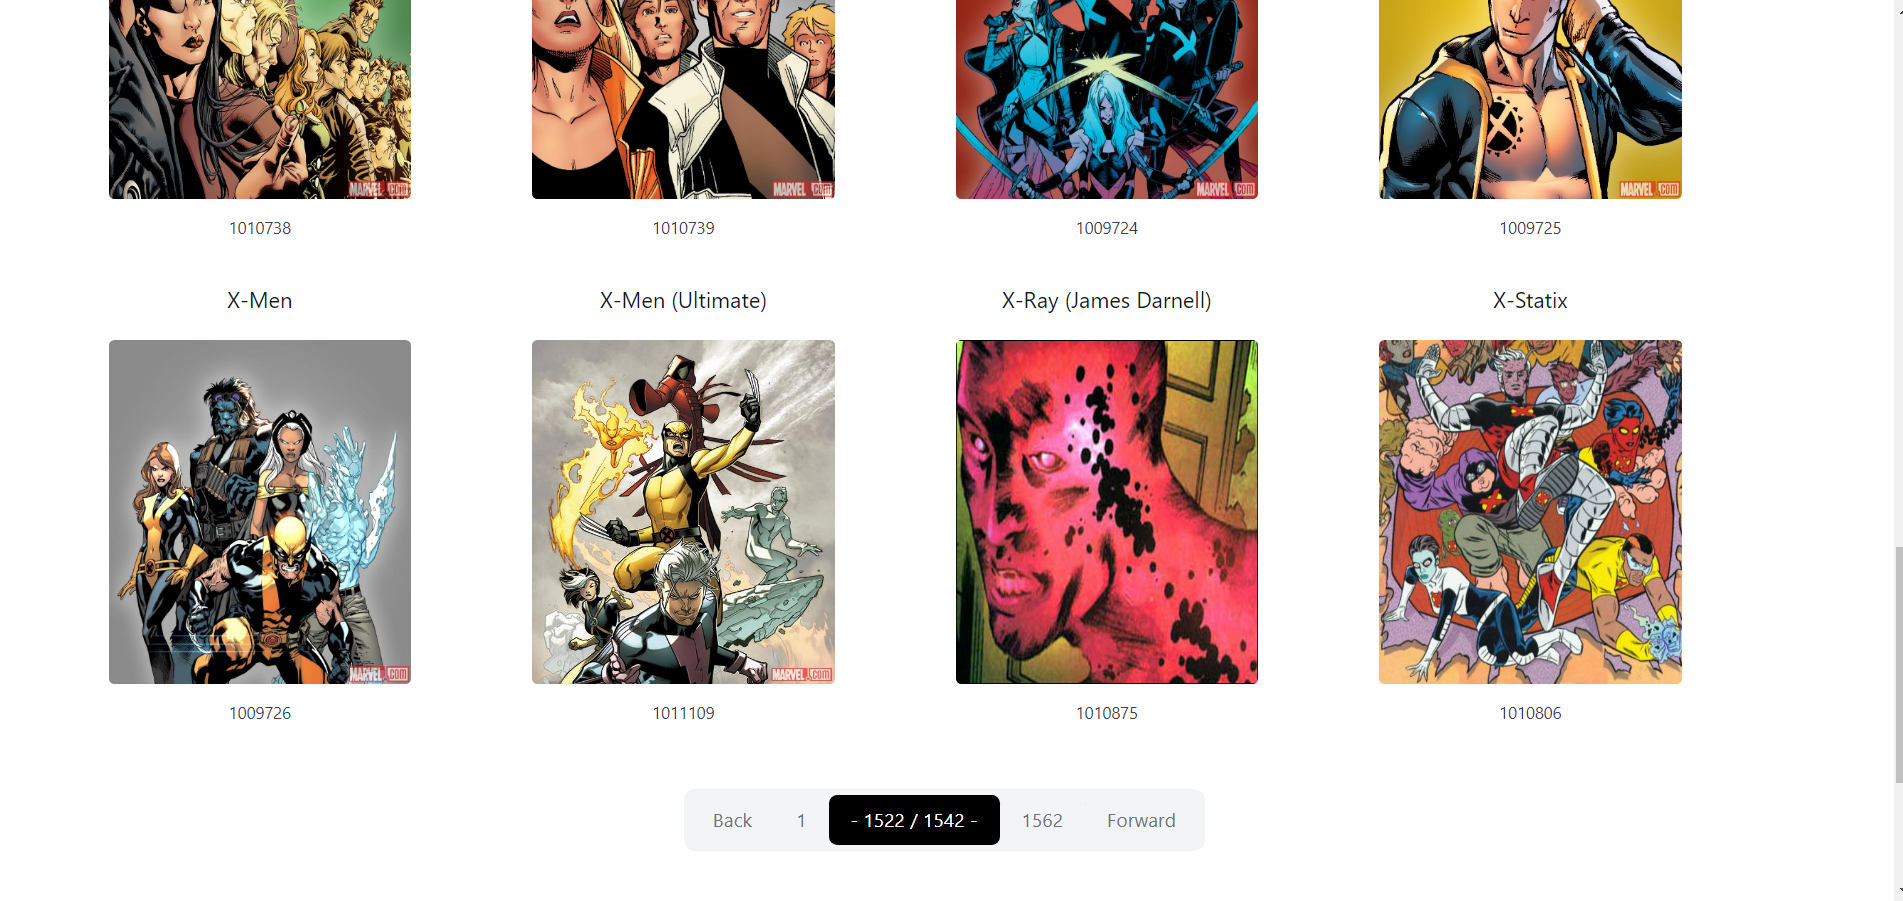 MARVEL .com
MARVEL .com
MARVEL .com
MARVEL .com
1010738
1010739
1009724
1009725
X-Men
X-Men (Ultimate)
X-Ray (James Darnell)
X-Statix
MARVEL .com
MARVEL .com
1009726
1011109
1010875
1010806
Back 1 - 1522 / 1542 - 1562 Forward